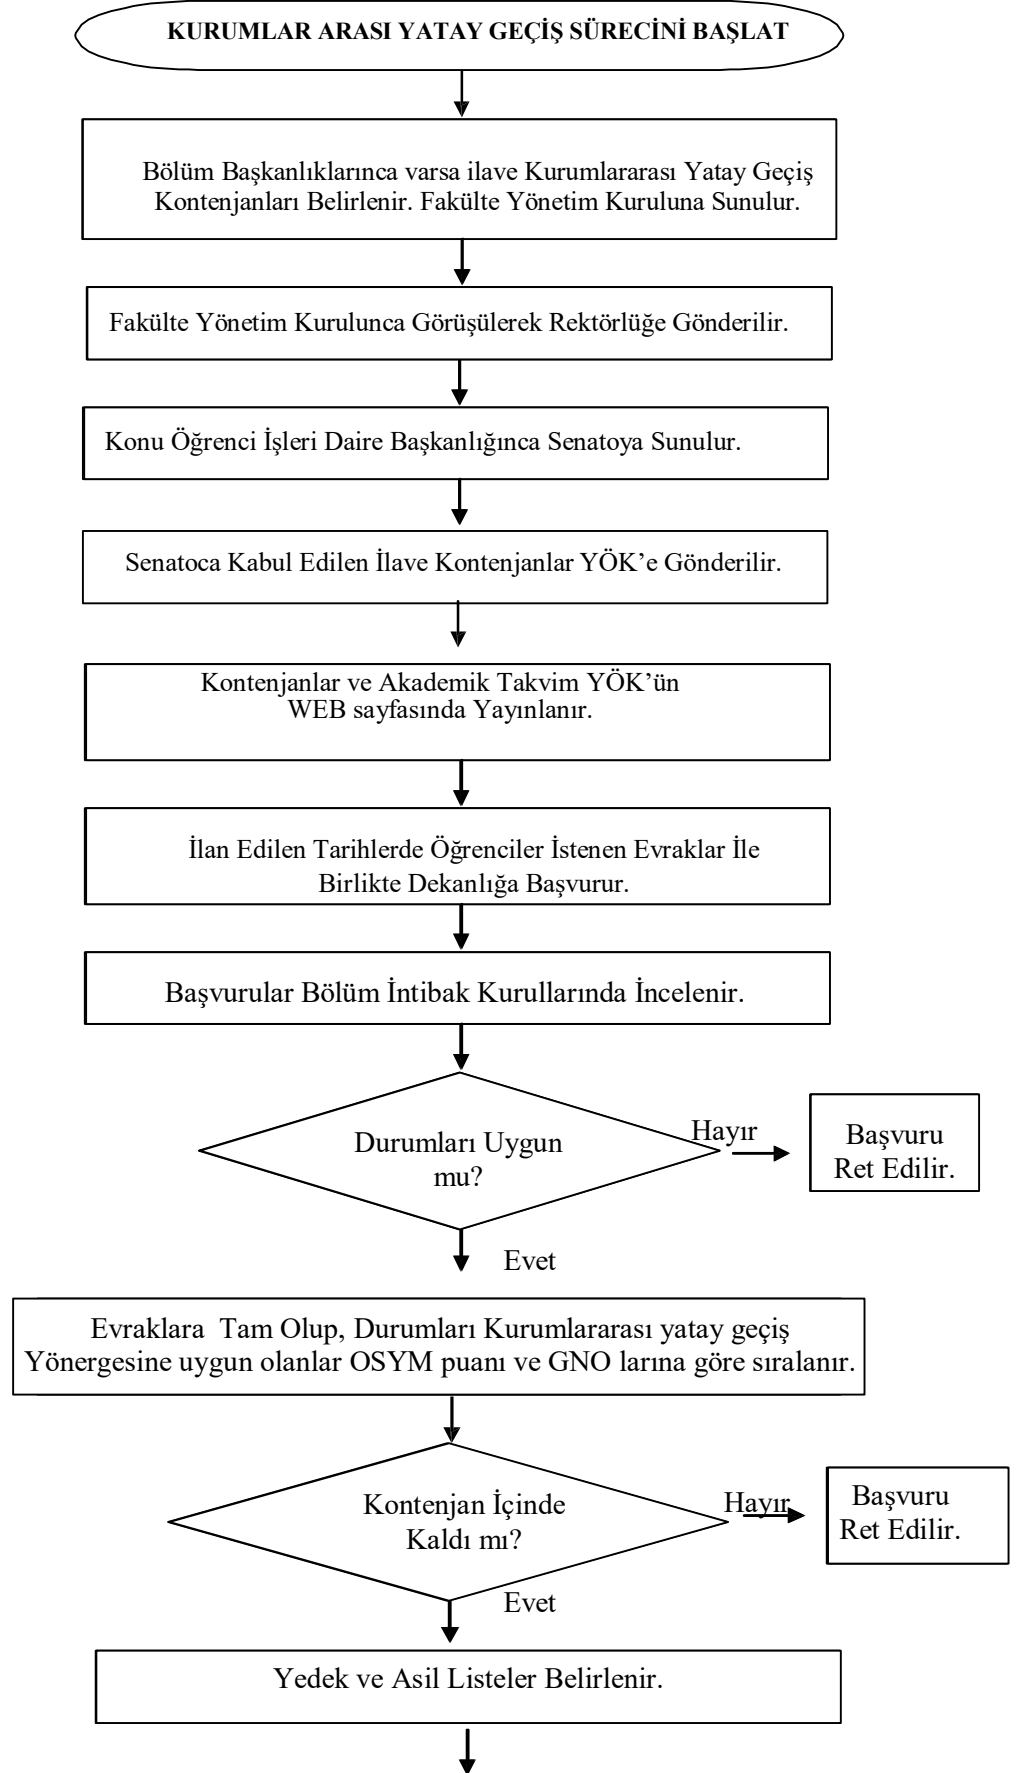 KURUMLAR ARASI YATAY GEÇİŞ SÜRECİNİ BAŞLAT
Bölüm Başkanlıklarınca varsa ilave Kurumlararası Yatay Geçiş
Kontenjanları Belirlenir. Fakülte Yönetim Kuruluna Sunulur.
Fakülte Yönetim Kurulunca Görüşülerek Rektörlüğe Gönderilir.
Konu Öğrenci İşleri Daire Başkanlığınca Senatoya Sunulur.
Senatoca Kabul Edilen İlave Kontenjanlar YÖK’e Gönderilir.
Kontenjanlar ve Akademik Takvim YÖK’ün
WEB sayfasında Yayınlanır.
İlan Edilen Tarihlerde Öğrenciler İstenen Evraklar İle
Birlikte Dekanlığa Başvurur.
Başvurular Bölüm İntibak Kurullarında İncelenir.
Durumları Uygun
mu?
Hayır
Başvuru
Ret Edilir.
Evet
Evraklara Tam Olup, Durumları Kurumlararası yatay geçiş
Yönergesine uygun olanlar OSYM puanı ve GNO larına göre sıralanır.
Kontenjan İçinde
Kaldı mı?
Hayır
Başvuru
Ret Edilir.
Evet
Yedek ve Asil Listeler Belirlenir.